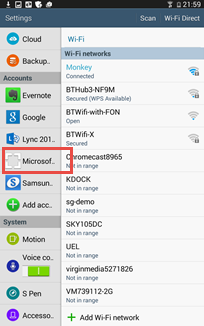 21:59
Settings
Scan
Wi-Fi Direct
Cloud
Backup..
Accounts
Evernote
Google
Lync 201..
Microsof..
Samsun..
Add acc..
System
Motion
Voice co..
S Pen
Accesso..
Wi-Fi
Wi-Fi networks
Monkey
Connected
BTHub3-NF9M
Secured (WPS Available)
BTWifi-with-FON
Open
BTWifi-X
Secured
Chromecast8965
Not in range
KDOCK
Not in range
sg-demo
Not in range
SKY105DC
Not in range
UEL
Not in range
virginmedia5271826
Not in range
VM739112-2G
Not in range
Add Wi-Fi network